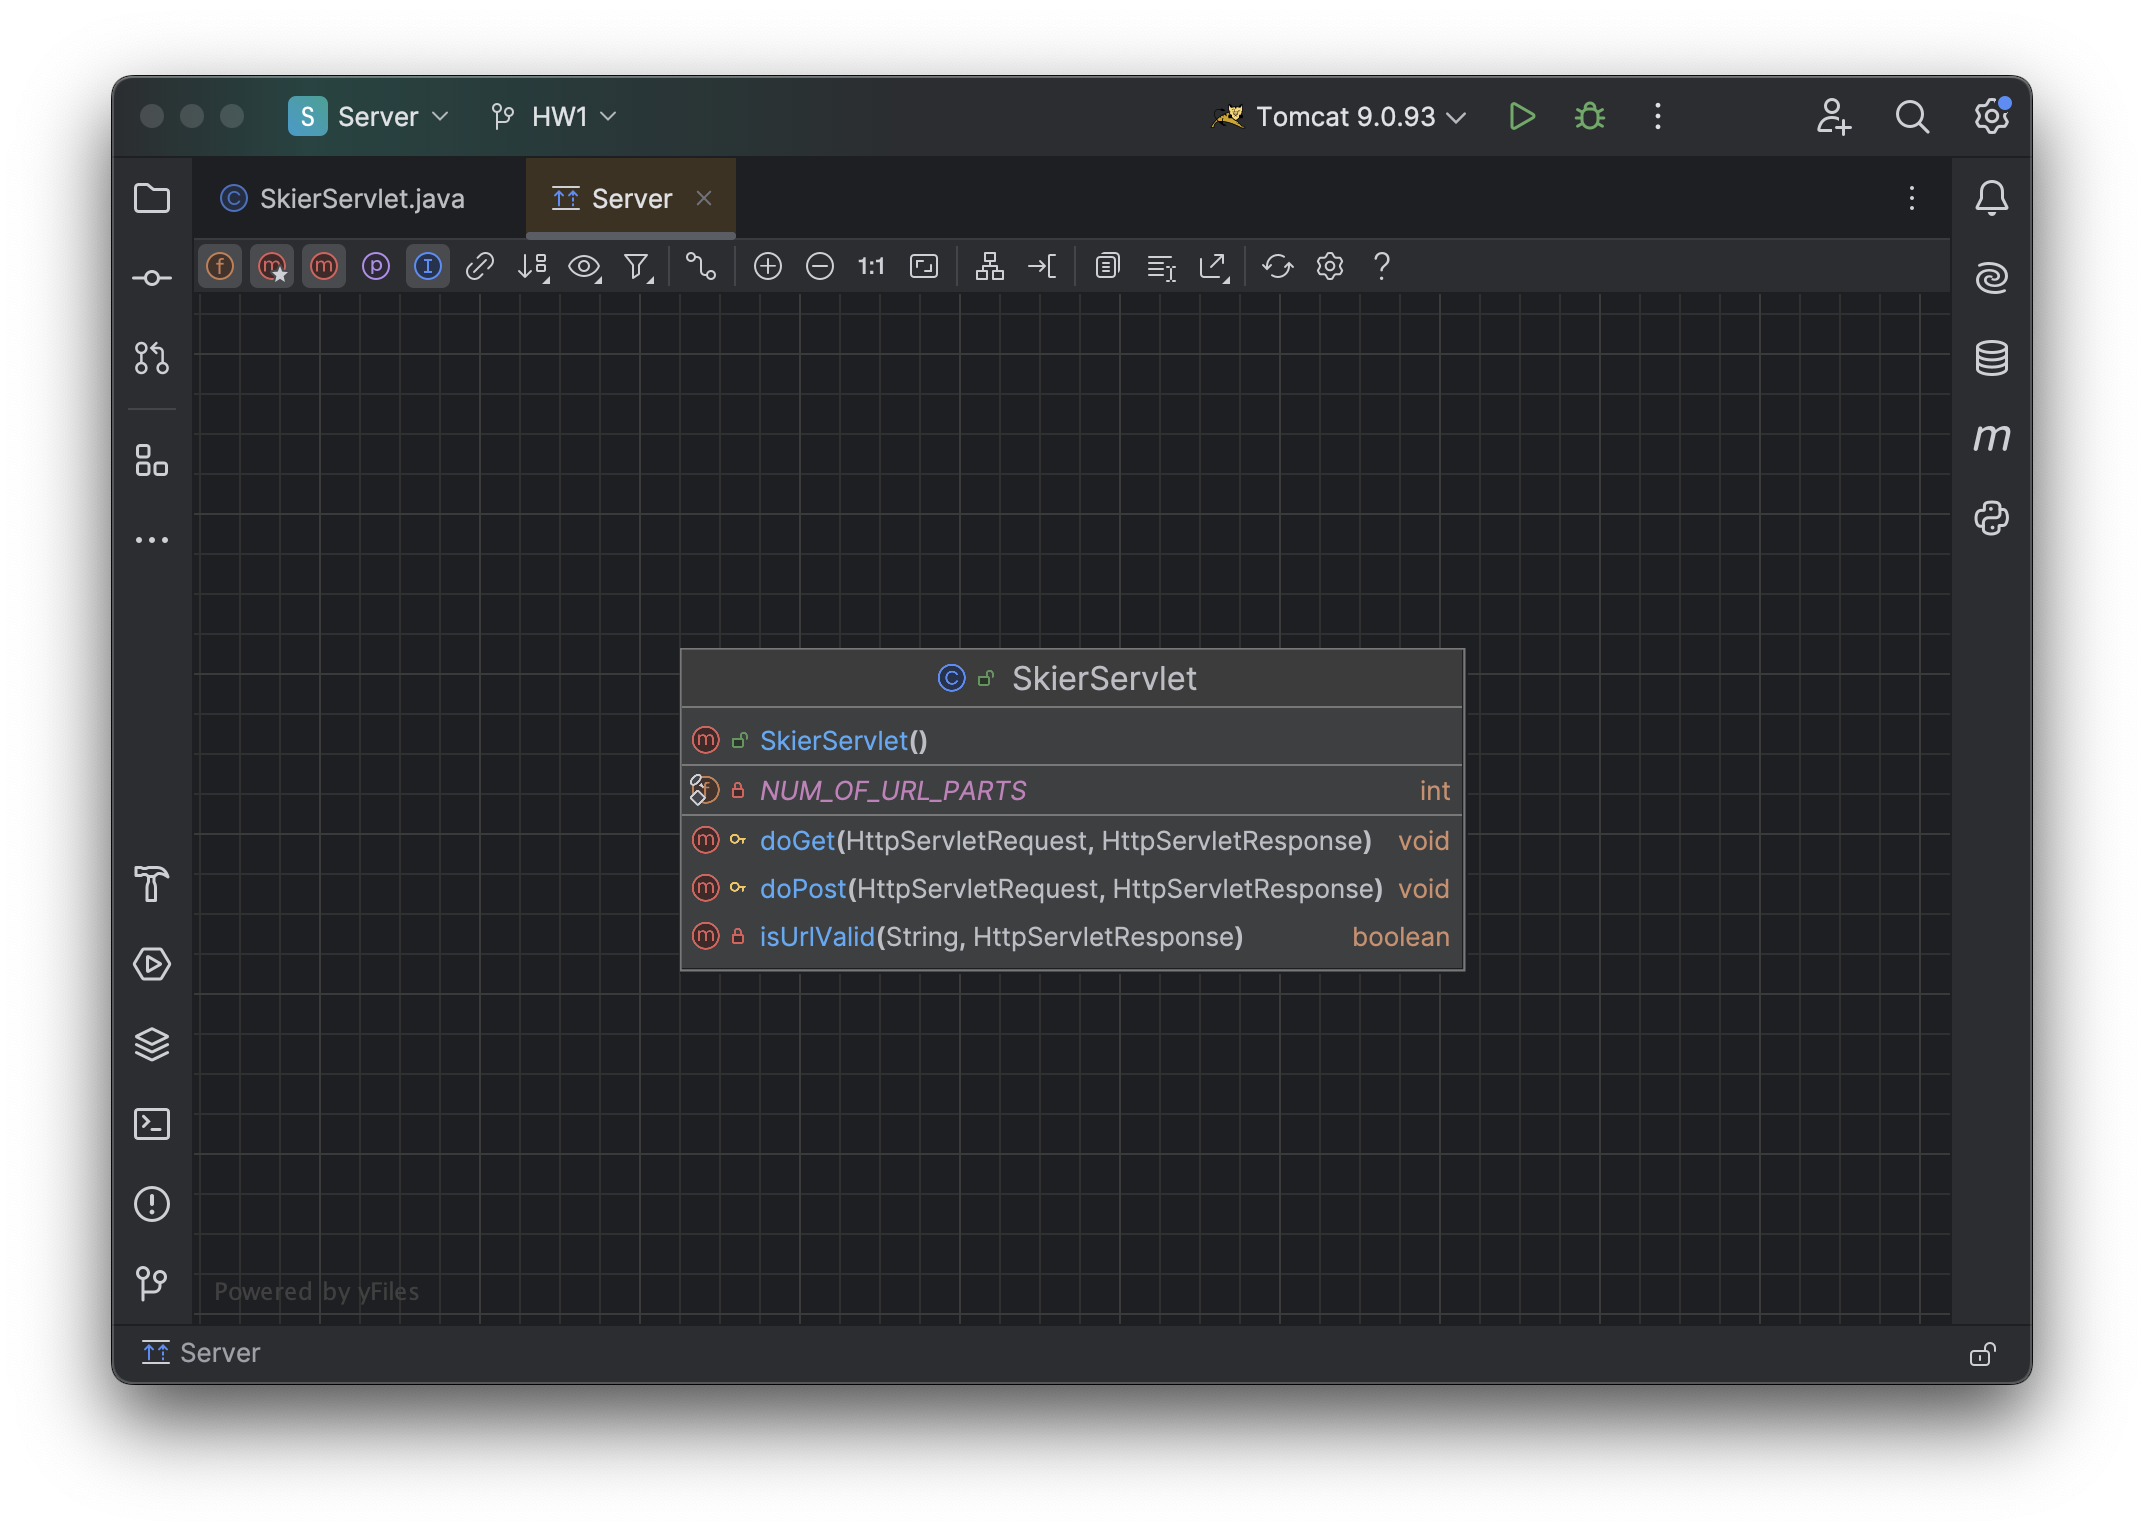 S Server HW1 Tomcat 9.0.93
SkierServlet.java Server
1:1
SkierServlet
SkierServlet()
NUM_OF_URL_PARTS int
doGet(HttpServletRequest, HttpServletResponse) void
doPost(HttpServletRequest, HttpServletResponse) void
isUrlValid(String, HttpServletResponse) boolean
Powered by yFiles
Server